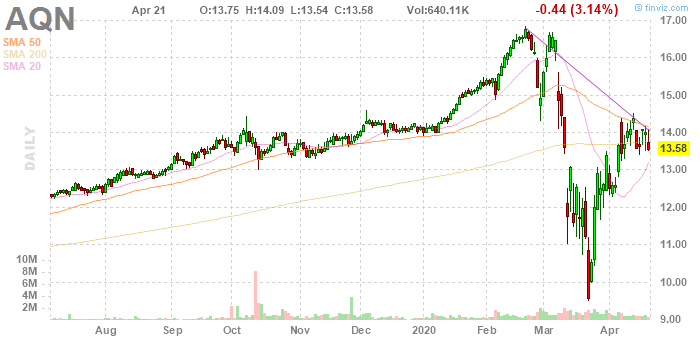 AQN Apr 21 O:13.75 H:14.09 L:13.54 C:13.58 Vol:640.11K -0.44 (3.14%) © finviz.com
SMA 50
SMA 200
SMA 20
DAILY
17.00
16.00
15.00
14.00
13.58
13.00
12.00
11.00
10.00
9.00
10M
8M
6M
4M
2M
Aug Sep Oct Nov Dec 2020 Feb Mar Apr